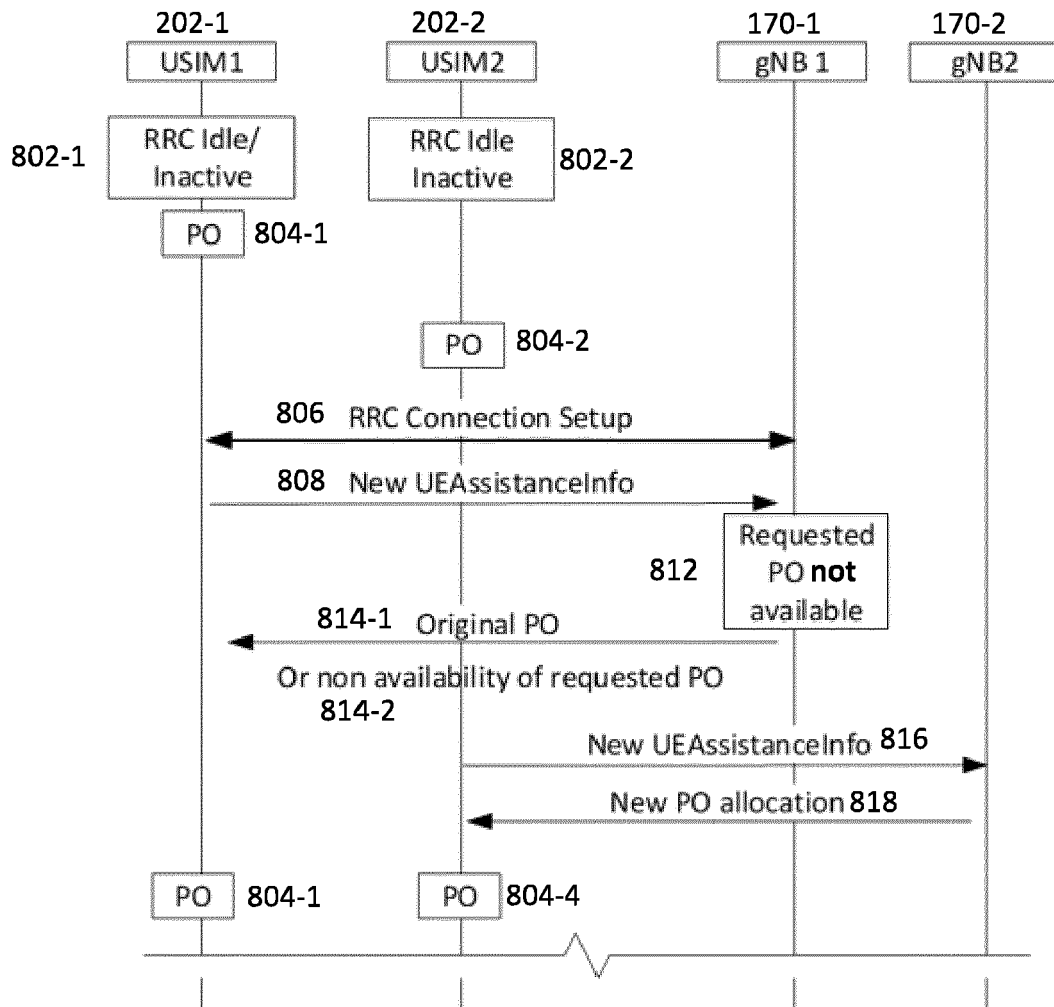 202-1 202-2 170-1 170-2
USIM1 USIM2 gNB 1 gNB2
802-1 RRC Idle/
Inactive
RRC Idle
Inactive 802-2
PO 804-1
PO 804-2
806 RRC Connection Setup
808 New UEAssistanceInfo
812 Requested
PO not
available
814-1 Original PO
Or non availability of requested PO
814-2
New UEAssistanceInfo 816
New PO allocation 818
PO 804-1 PO 804-4